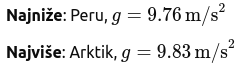 Najniže: Peru, g = 9.76 m/s²
Najviše: Arktik, g = 9.83 m/s²